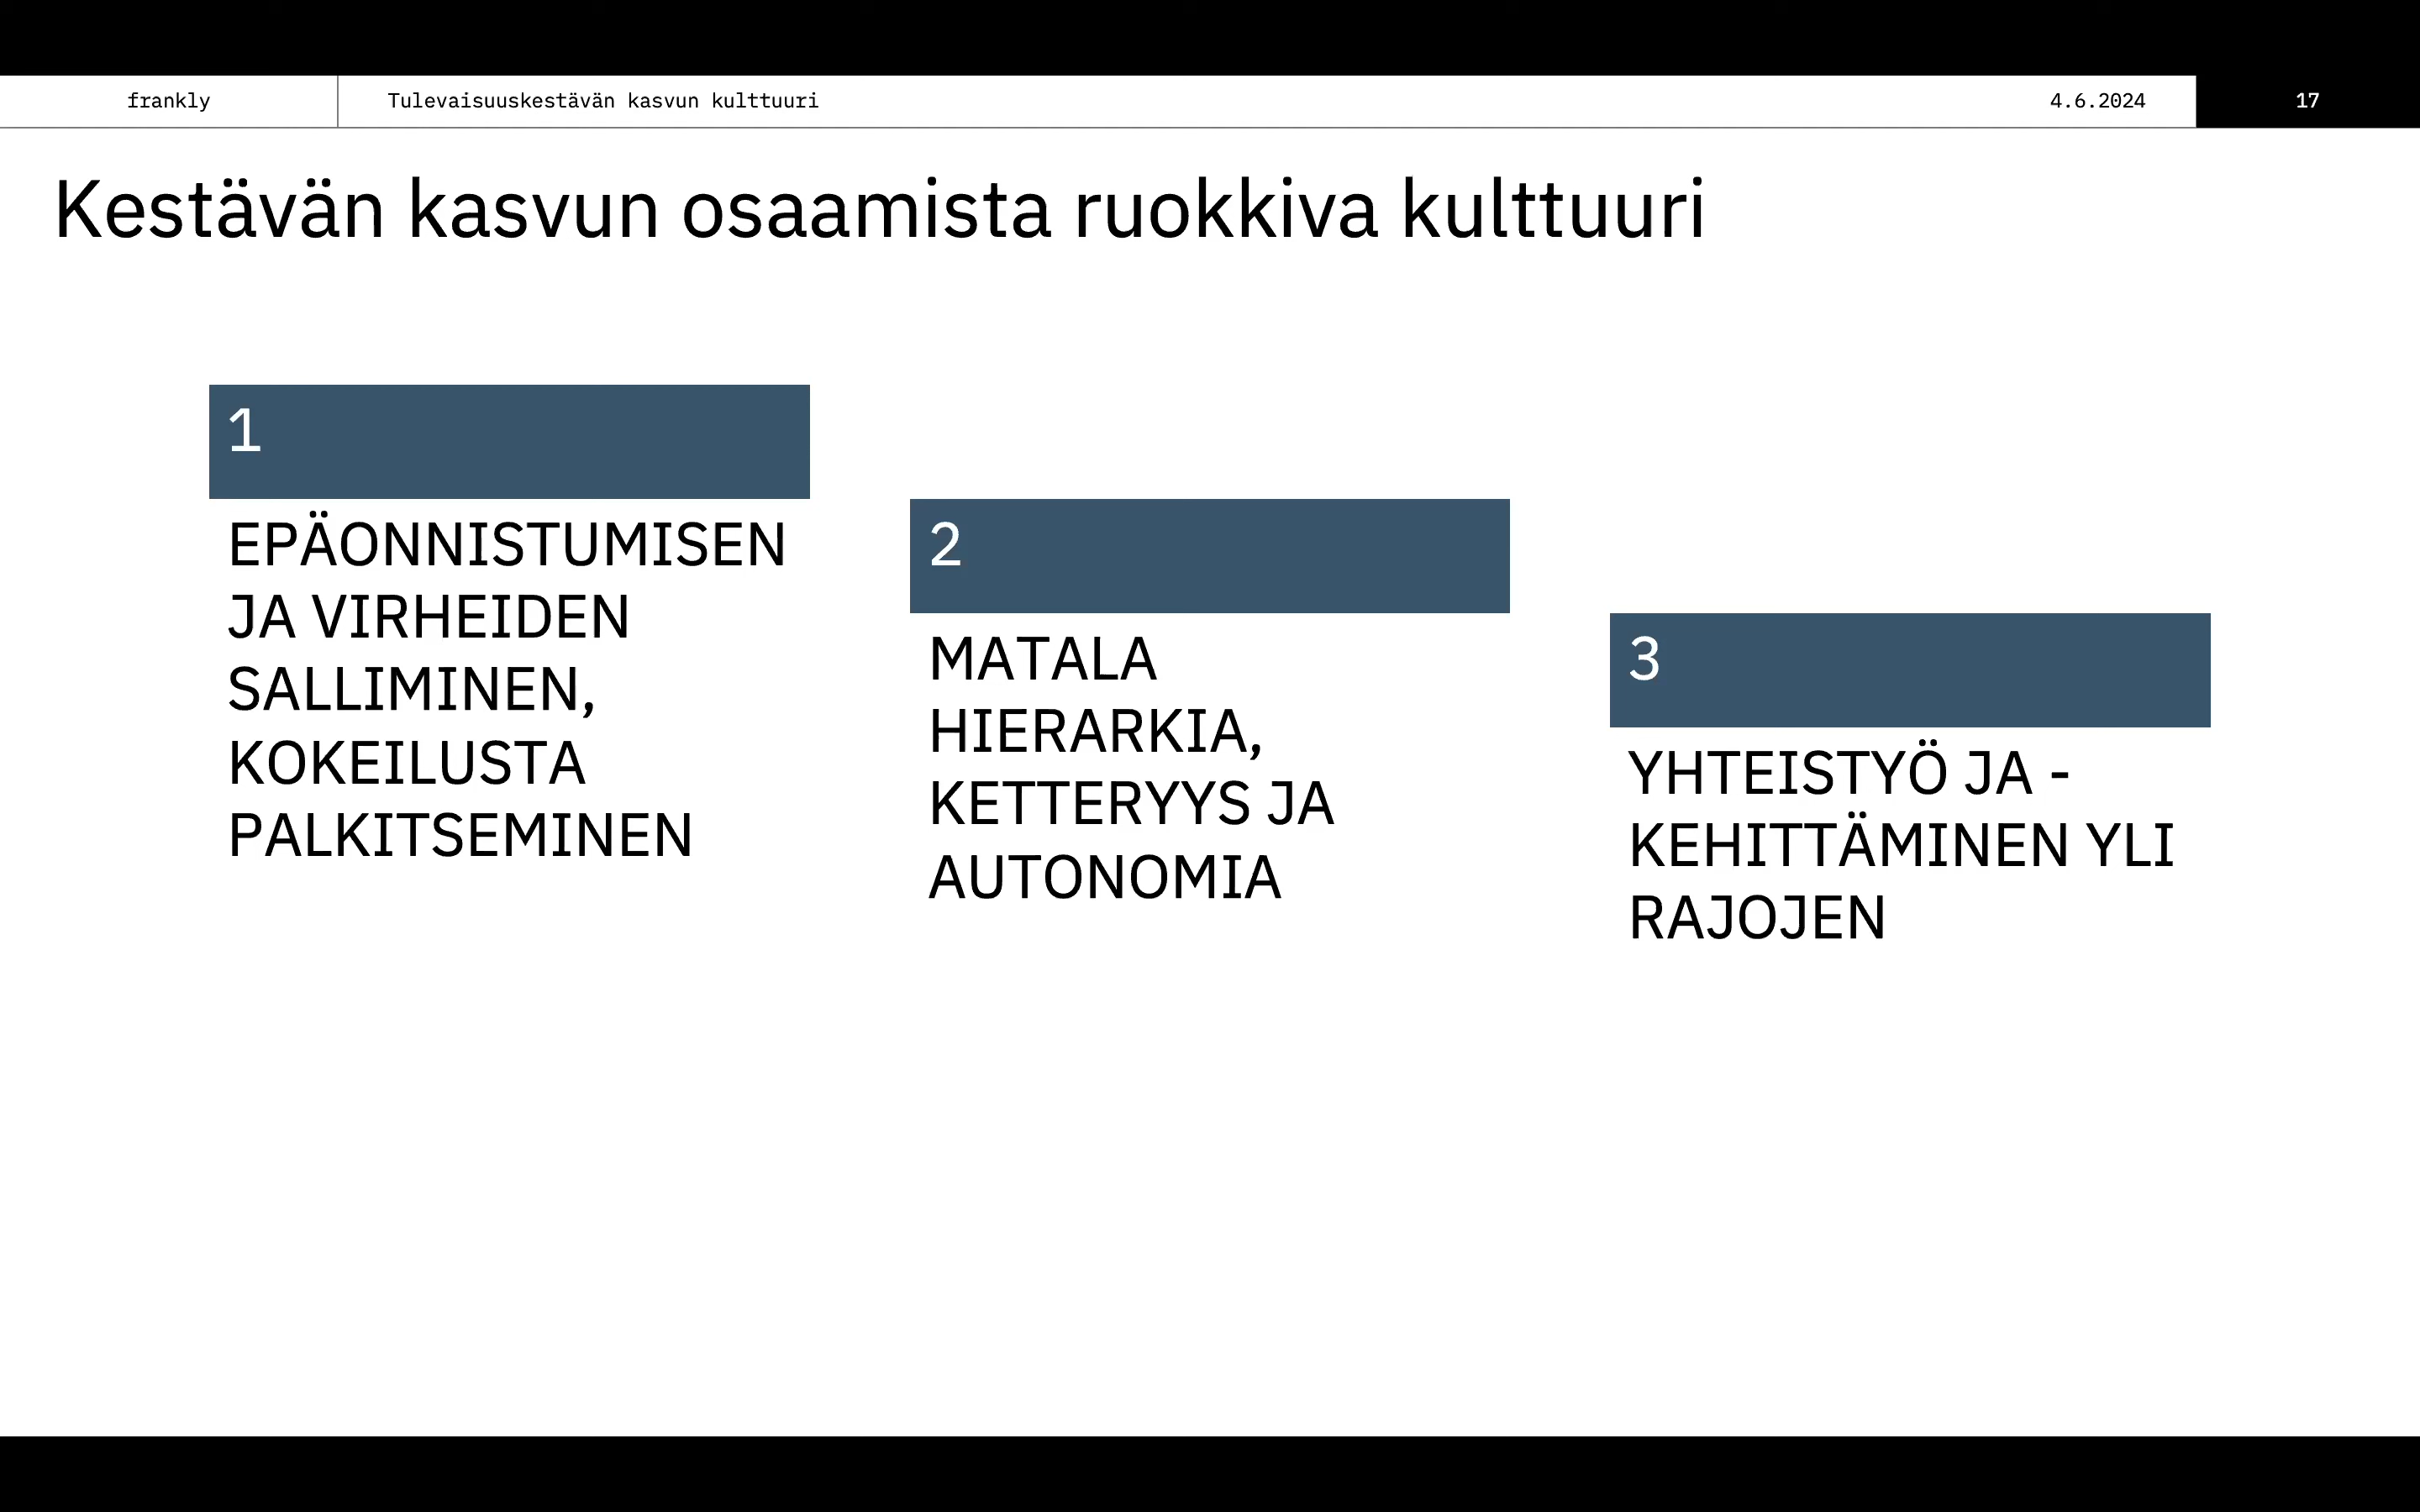 frankly
Tulevaisuuskestävän kasvun kulttuuri
4.6.2024
17
Kestävän kasvun osaamista ruokkiva kulttuuri
1
EPÄONNISTUMISEN
JA VIRHEIDEN
SALLIMINEN,
KOKEILUSTA
PALKITSEMINEN
2
MATALA
HIERARKIA,
KETTERYYS JA
AUTONOMIA
3
YHTEISTYÖ JA -
KEHITTÄMINEN YLI
RAJOJEN